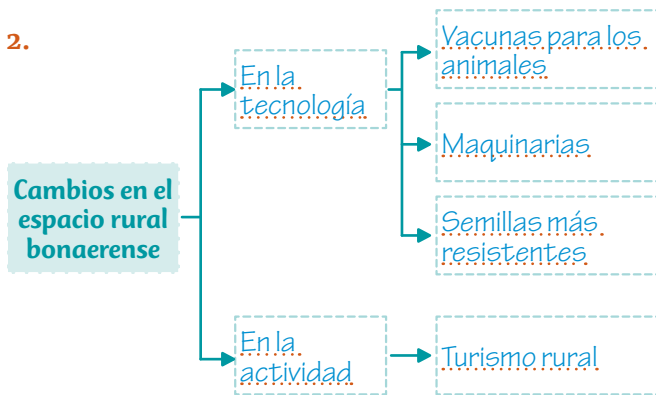 2.
Cambios en el
espacio rural
bonaerense
En la
tecnología
Vacunas para los
animales
Maquinarias
Semillas más
resistentes
En la
actividad
Turismo rural